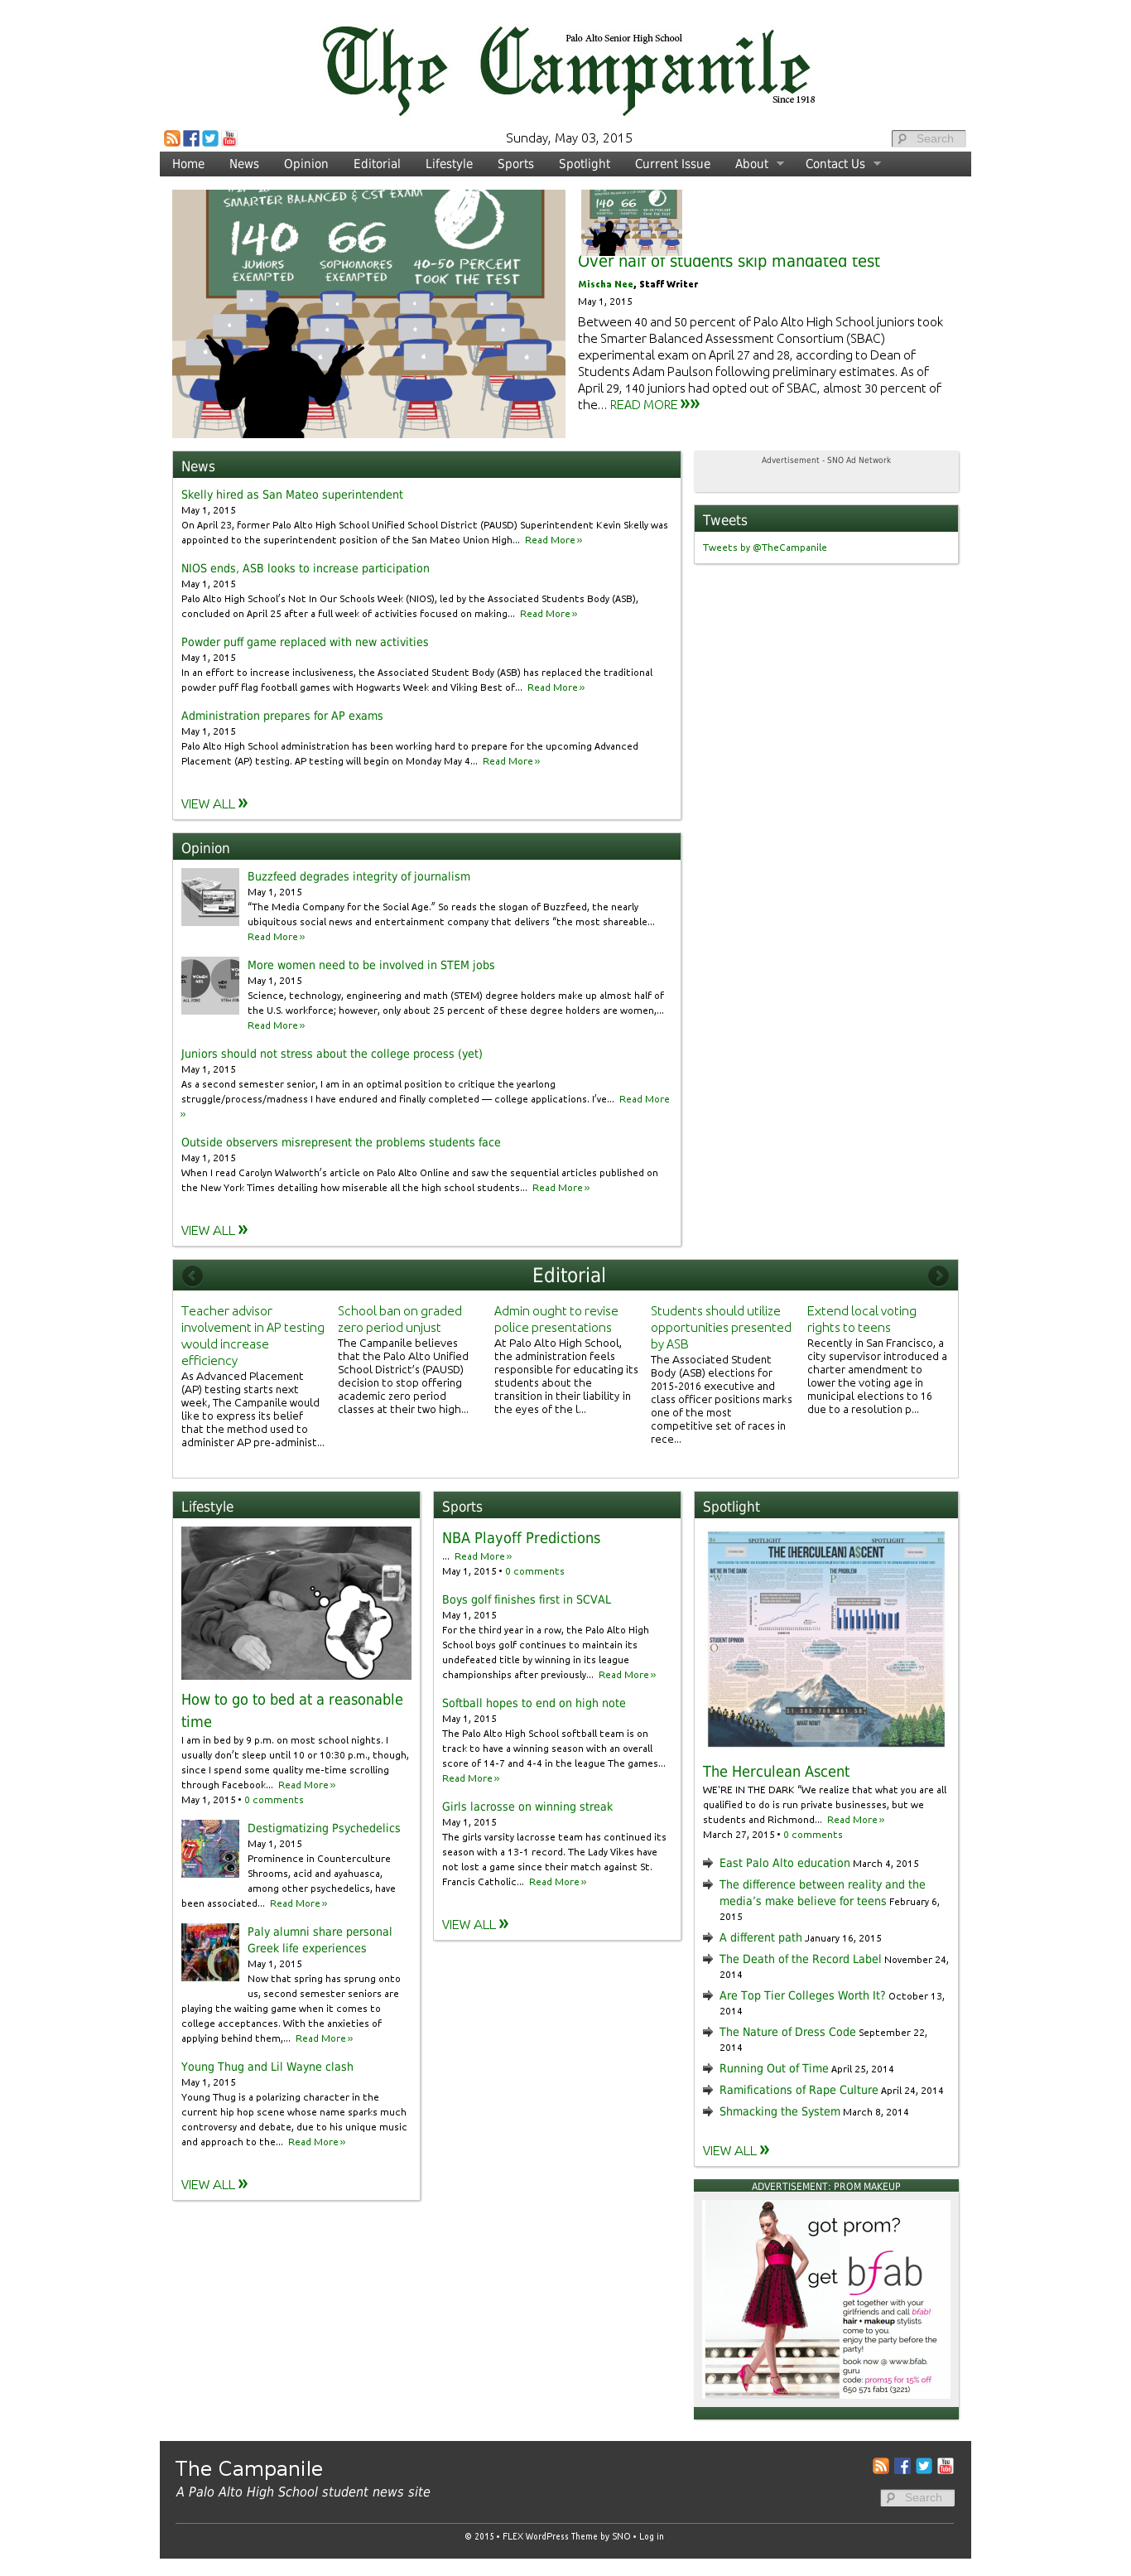 The Campanile
Palo Alto Senior High School
Since 1918
Sunday, May 03, 2015
Search
Home News Opinion Editorial Lifestyle Sports Spotlight Current Issue About Contact Us
BALANCED & CST EXAM
140 66
JUNIORS EXEMPTED
SOPHOMORES EXEMPTED
40-50 PERCENT TOOK THE TEST
Over half of students skip mandated test
Mischa Nee, Staff Writer
May 1, 2015
Between 40 and 50 percent of Palo Alto High School juniors took
the Smarter Balanced Assessment Consortium (SBAC)
experimental exam on April 27 and 28, according to Dean of
Students Adam Paulson following preliminary estimates. As of
April 29, 140 juniors had opted out of SBAC, almost 30 percent of
the... READ MORE »»
News
Skelly hired as San Mateo superintendent
May 1, 2015
On April 23, former Palo Alto High School Unified School District (PAUSD) Superintendent Kevin Skelly was
appointed to the superintendent position of the San Mateo Union High... Read More »
NIOS ends, ASB looks to increase participation
May 1, 2015
Palo Alto High School’s Not In Our Schools Week (NIOS), led by the Associated Students Body (ASB),
concluded on April 25 after a full week of activities focused on making... Read More »
Powder puff game replaced with new activities
May 1, 2015
In an effort to increase inclusiveness, the Associated Student Body (ASB) has replaced the traditional
powder puff flag football games with Hogwarts Week and Viking Best of... Read More »
Administration prepares for AP exams
May 1, 2015
Palo Alto High School administration has been working hard to prepare for the upcoming Advanced
Placement (AP) testing. AP testing will begin on Monday May 4... Read More »
VIEW ALL »
Advertisement - SNO Ad Network
Tweets
Tweets by @TheCampanile
Opinion
Buzzfeed degrades integrity of journalism
May 1, 2015
“The Media Company for the Social Age.” So reads the slogan of Buzzfeed, the nearly
ubiquitous social news and entertainment company that delivers “the most shareable...
Read More »
More women need to be involved in STEM jobs
May 1, 2015
Science, technology, engineering and math (STEM) degree holders make up almost half of
the U.S. workforce; however, only about 25 percent of these degree holders are women,...
Read More »
Juniors should not stress about the college process (yet)
May 1, 2015
As a second semester senior, I am in an optimal position to critique the yearlong
struggle/process/madness I have endured and finally completed — college applications. I’ve... Read More
»
Outside observers misrepresent the problems students face
May 1, 2015
When I read Carolyn Walworth’s article on Palo Alto Online and saw the sequential articles published on
the New York Times detailing how miserable all the high school students... Read More »
VIEW ALL »
Editorial
Teacher advisor
involvement in AP testing
would increase
efficiency
As Advanced Placement
(AP) testing starts next
week, The Campanile would
like to express its belief
that the method used to
administer AP pre-administ...
School ban on graded
zero period unjust
The Campanile believes
that the Palo Alto Unified
School District’s (PAUSD)
decision to stop offering
academic zero period
classes at their two high...
Admin ought to revise
police presentations
At Palo Alto High School,
the administration feels
responsible for educating its
students about the
transition in their liability in
the eyes of the l...
Students should utilize
opportunities presented
by ASB
The Associated Student
Body (ASB) elections for
2015-2016 executive and
class officer positions marks
one of the most
competitive set of races in
rece...
Extend local voting
rights to teens
Recently in San Francisco, a
city supervisor introduced a
charter amendment to
lower the voting age in
municipal elections to 16
due to a resolution p...
Lifestyle
How to go to bed at a reasonable
time
I am in bed by 9 p.m. on most school nights. I
usually don’t sleep until 10 or 10:30 p.m., though,
since I spend some quality me-time scrolling
through Facebook... Read More »
May 1, 2015 • 0 comments
Destigmatizing Psychedelics
May 1, 2015
Prominence in Counterculture
Shrooms, acid and ayahuasca,
among other psychedelics, have
been associated... Read More »
Paly alumni share personal
Greek life experiences
May 1, 2015
Now that spring has sprung onto
us, second semester seniors are
playing the waiting game when it comes to
college acceptances. With the anxieties of
applying behind them,... Read More »
Young Thug and Lil Wayne clash
May 1, 2015
Young Thug is a polarizing character in the
current hip hop scene whose name sparks much
controversy and debate, due to his unique music
and approach to the... Read More »
VIEW ALL »
Sports
NBA Playoff Predictions
... Read More »
May 1, 2015 • 0 comments
Boys golf finishes first in SCVAL
May 1, 2015
For the third year in a row, the Palo Alto High
School boys golf continues to maintain its
undefeated title by winning in its league
championships after previously... Read More »
Softball hopes to end on high note
May 1, 2015
The Palo Alto High School softball team is on
track to have a winning season with an overall
score of 14-7 and 4-4 in the league The games...
Read More »
Girls lacrosse on winning streak
May 1, 2015
The girls varsity lacrosse team has continued its
season with a 13-1 record. The Lady Vikes have
not lost a game since their match against St.
Francis Catholic... Read More »
VIEW ALL »
Spotlight
SPOTLIGHT SPOTLIGHT
THE (HERCULEAN) A$CENT
WE'RE IN THE DARK
THE PROBLEM
STUDENT OPINION
WHAT NOW?
The Herculean Ascent
WE’RE IN THE DARK “We realize that what you are all
qualified to do is run private businesses, but we
students and Richmond... Read More »
March 27, 2015 • 0 comments
East Palo Alto education March 4, 2015
The difference between reality and the
media’s make believe for teens February 6,
2015
A different path January 16, 2015
The Death of the Record Label November 24,
2014
Are Top Tier Colleges Worth It? October 13,
2014
The Nature of Dress Code September 22,
2014
Running Out of Time April 25, 2014
Ramifications of Rape Culture April 24, 2014
Shmacking the System March 8, 2014
VIEW ALL »
ADVERTISEMENT: PROM MAKEUP
got prom?
get bfab
get together with your
girlfriends and call bfab!
hair + makeup stylists
come to you.
enjoy the party before the
party!
book now @ www.bfab.
guru
code: prom15 for 15% off
650 571 fab1 (3221)
The Campanile
A Palo Alto High School student news site
Search
© 2015 • FLEX WordPress Theme by SNO • Log in